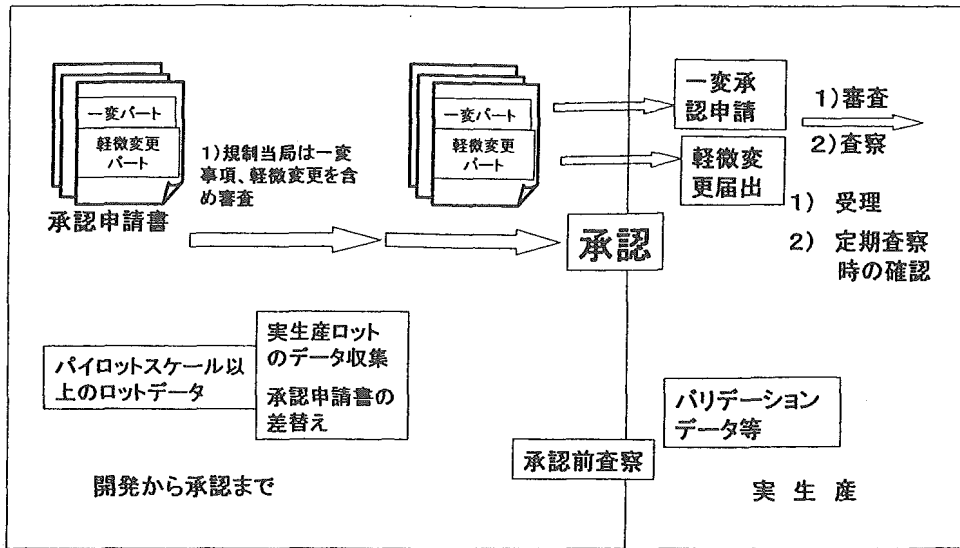 一変パート
軽微変更
パート
承認申請書
1)規制当局は一変
事項、軽微変更を含
め審査
一変パート
軽微変更
パート
一変承
認申請
軽微変
更届出
1)審査
2)査察
1) 受理
2) 定期査察
時の確認
承認
パイロットスケール以
上のロットデータ
実生産ロット
のデータ収集
承認申請書の
差替え
バリデーション
データ等
承認前査察
開発から承認まで
実 生 産